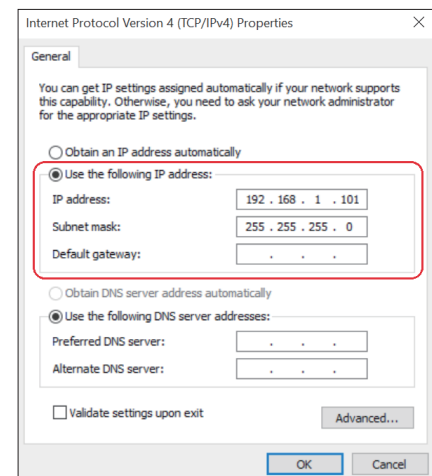 Internet Protocol Version 4 (TCP/IPv4) Properties
General
You can get IP settings assigned automatically if your network supports
this capability. Otherwise, you need to ask your network administrator
for the appropriate IP settings.
Obtain an IP address automatically
Use the following IP address:
IP address: 192 . 168 . 1 . 101
Subnet mask: 255 . 255 . 255 . 0
Default gateway: . . .
Obtain DNS server address automatically
Use the following DNS server addresses:
Preferred DNS server: . . .
Alternate DNS server: . . .
Validate settings upon exit
Advanced...
OK Cancel